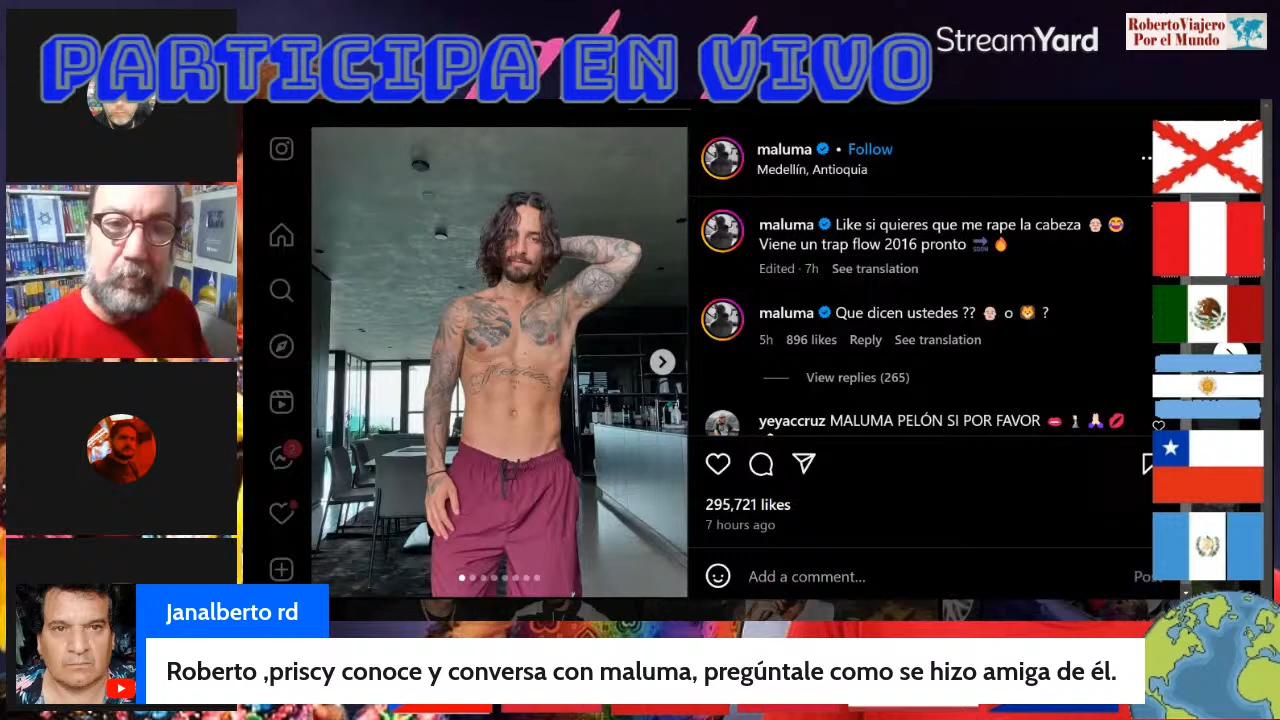 PARTICIPA EN VIVO
StreamYard
RobertoViajero
Por el Mundo
maluma • Follow
Medellín, Antioquia
maluma Like si quieres que me rape la cabeza
Viene un trap flow 2016 pronto
Edited · 7h See translation
maluma Que dicen ustedes ?? o ?
5h 896 likes Reply See translation
View replies (265)
yeyaccruz MALUMA PELÓN SI POR FAVOR
2
295,721 likes
7 hours ago
Add a comment...
Post
Janalberto rd
Roberto ,priscy conoce y conversa con maluma, pregúntale como se hizo amiga de él.